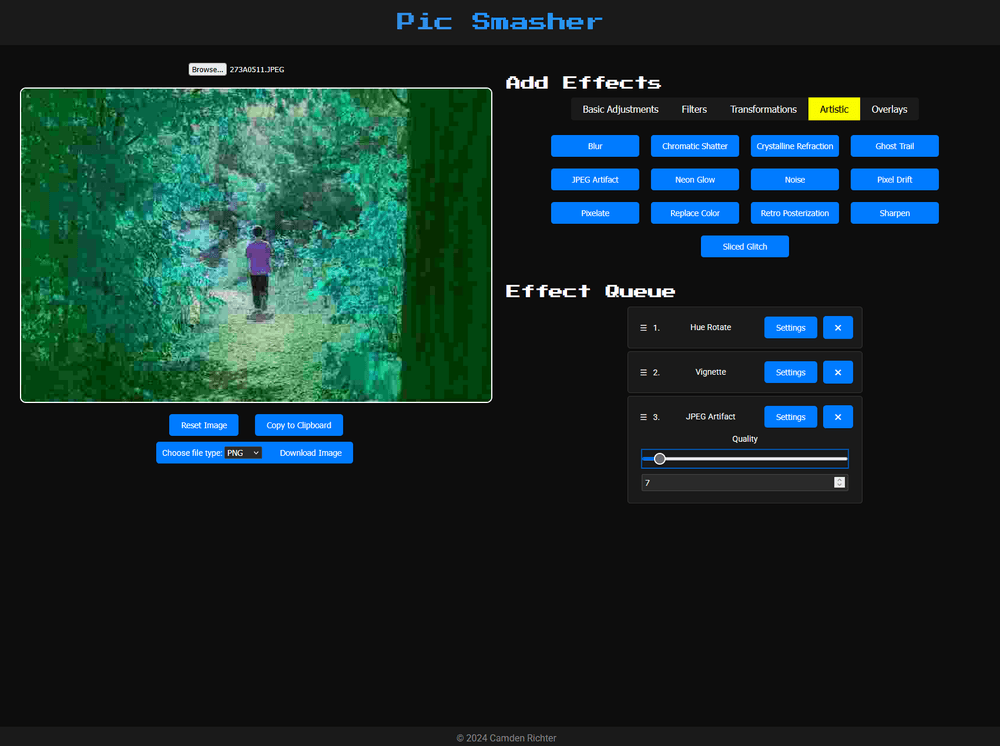 Pic Smasher
Browse... 273A0511.JPEG
Reset Image Copy to Clipboard
Choose file type: PNG Download Image
Add Effects
Basic Adjustments Filters Transformations Artistic Overlays
Blur Chromatic Shatter Crystalline Refraction Ghost Trail
JPEG Artifact Neon Glow Noise Pixel Drift
Pixelate Replace Color Retro Posterization Sharpen
Sliced Glitch
Effect Queue
1. Hue Rotate Settings
2. Vignette Settings
3. JPEG Artifact Settings
Quality
7
© 2024 Camden Richter